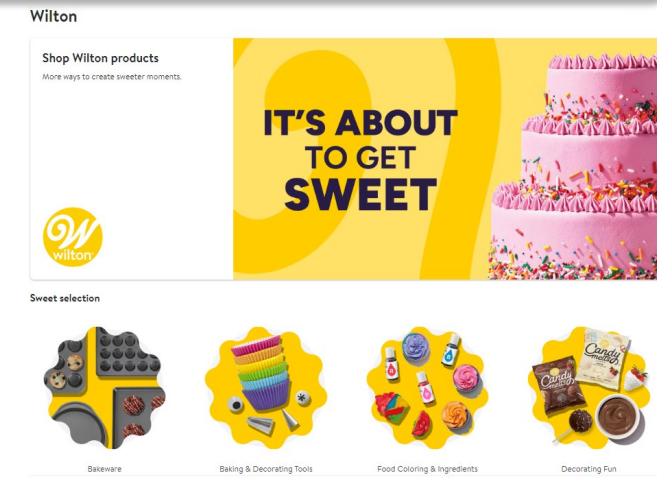 Wilton
Shop Wilton products
More ways to create sweeter moments.
IT'S ABOUT
TO GET
SWEET
wilton
Sweet selection
Candy
melts
Candy
melts
Bakeware
Baking & Decorating Tools
Food Coloring & Ingredients
Decorating Fun